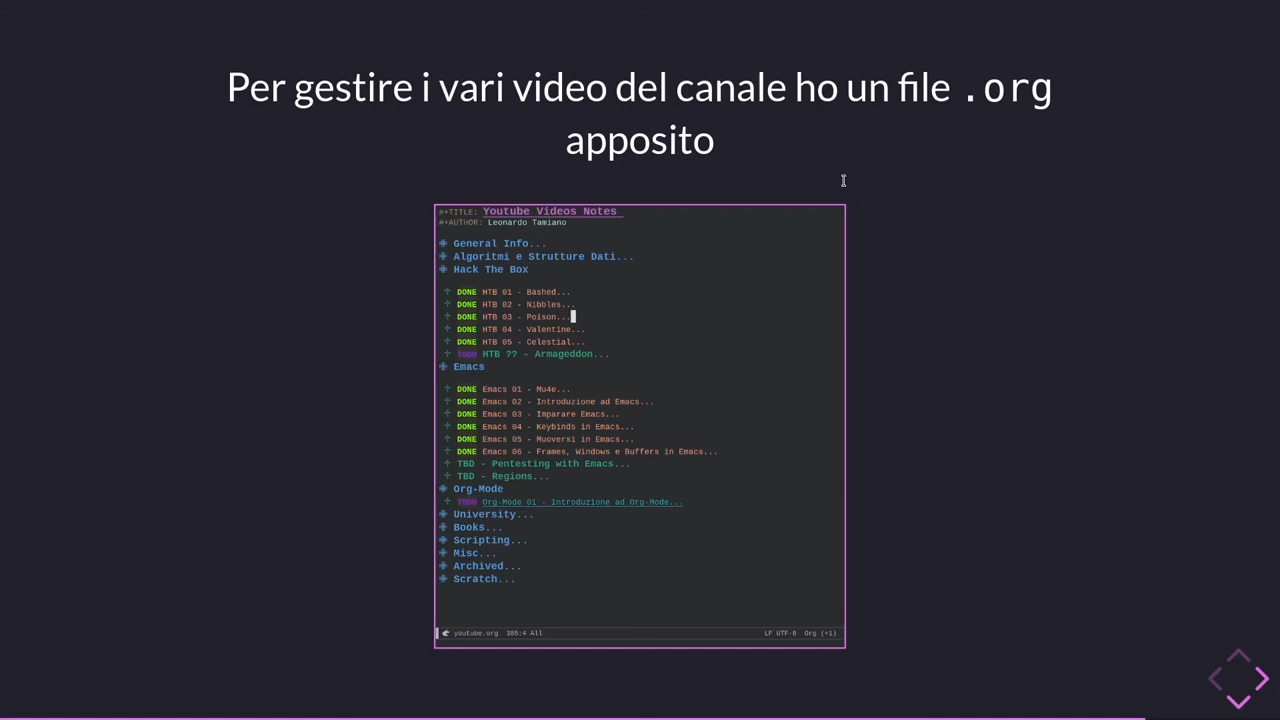 Per gestire i vari video del canale ho un file .org
apposito
#+TITLE: Youtube Videos Notes
#+AUTHOR: Leonardo Tamiano
General Info...
Algoritmi e Strutture Dati...
Hack The Box
DONE HTB 01 - Bashed...
DONE HTB 02 - Nibbles...
DONE HTB 03 - Poison...
DONE HTB 04 - Valentine...
DONE HTB 05 - Celestial...
TODO HTB ?? - Armageddon...
Emacs
DONE Emacs 01 - Mu4e...
DONE Emacs 02 - Introduzione ad Emacs...
DONE Emacs 03 - Imparare Emacs...
DONE Emacs 04 - Keybinds in Emacs...
DONE Emacs 05 - Muoversi in Emacs...
DONE Emacs 06 - Frames, Windows e Buffers in Emacs...
TBD - Pentesting with Emacs...
TBD - Regions...
Org-Mode
TODO Org-Mode 01 - Introduzione ad Org-Mode...
University...
Books...
Scripting...
Misc...
Archived...
Scratch...
youtube.org 385:4 All LF UTF-8 Org (+1)